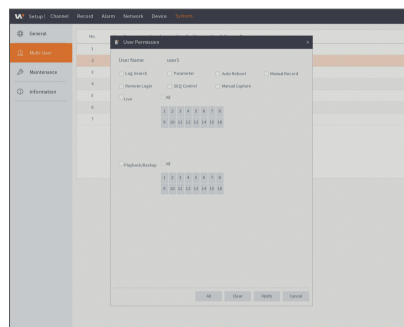 Setup | Channel Record Alarm Network Device System
General
Multi-User
Maintenance
Information
No.
1
2
3
4
5
6
7
User Permission
User Name user1
Log Search Parameter Auto Reboot Manual Record
Remote Login SEQ Control Manual Capture
Live All
1 2 3 4 5 6 7 8
9 10 11 12 13 14 15 16
Playback/Backup All
1 2 3 4 5 6 7 8
9 10 11 12 13 14 15 16
All Clear Apply Cancel